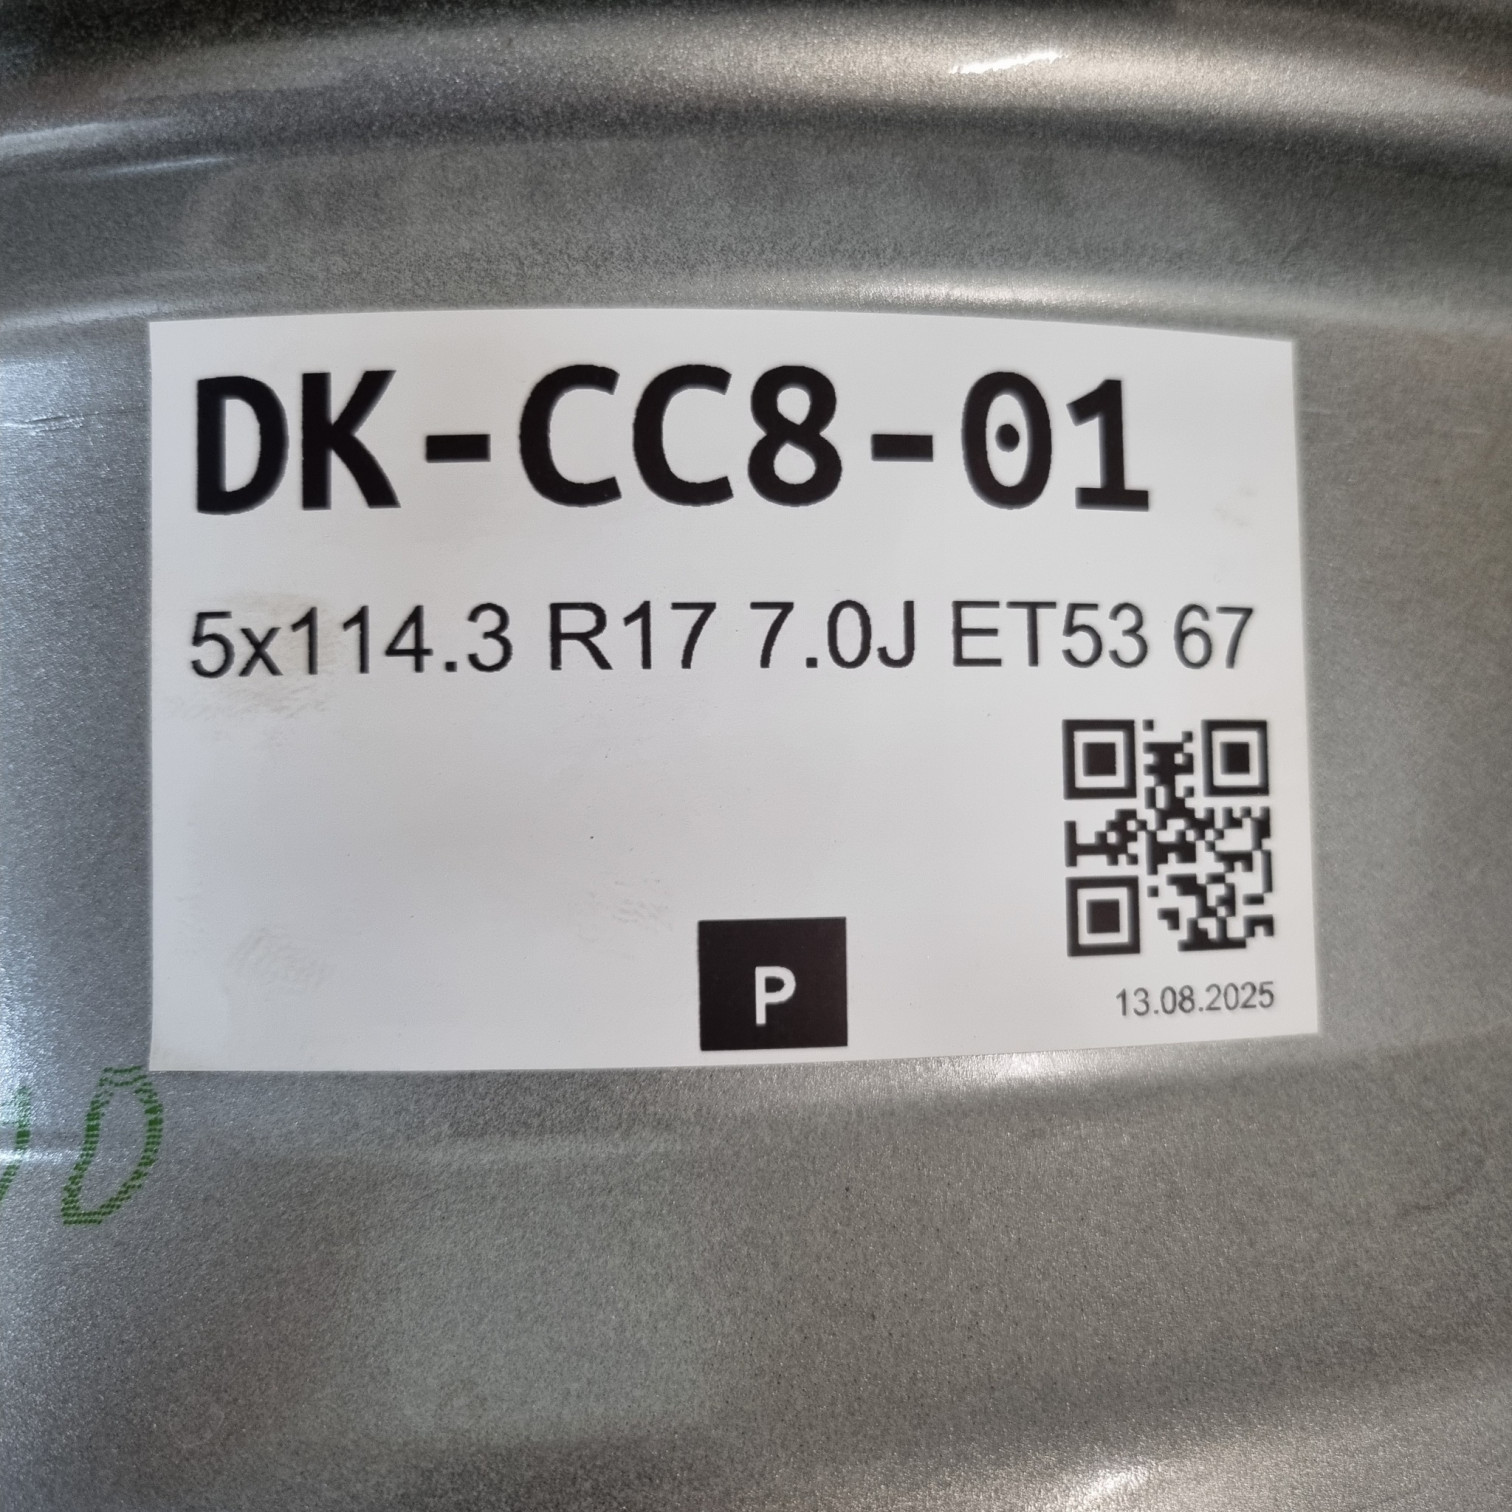 DK-CC8-01
5x114.3 R17 7.0J ET53 67
P
13.08.2025